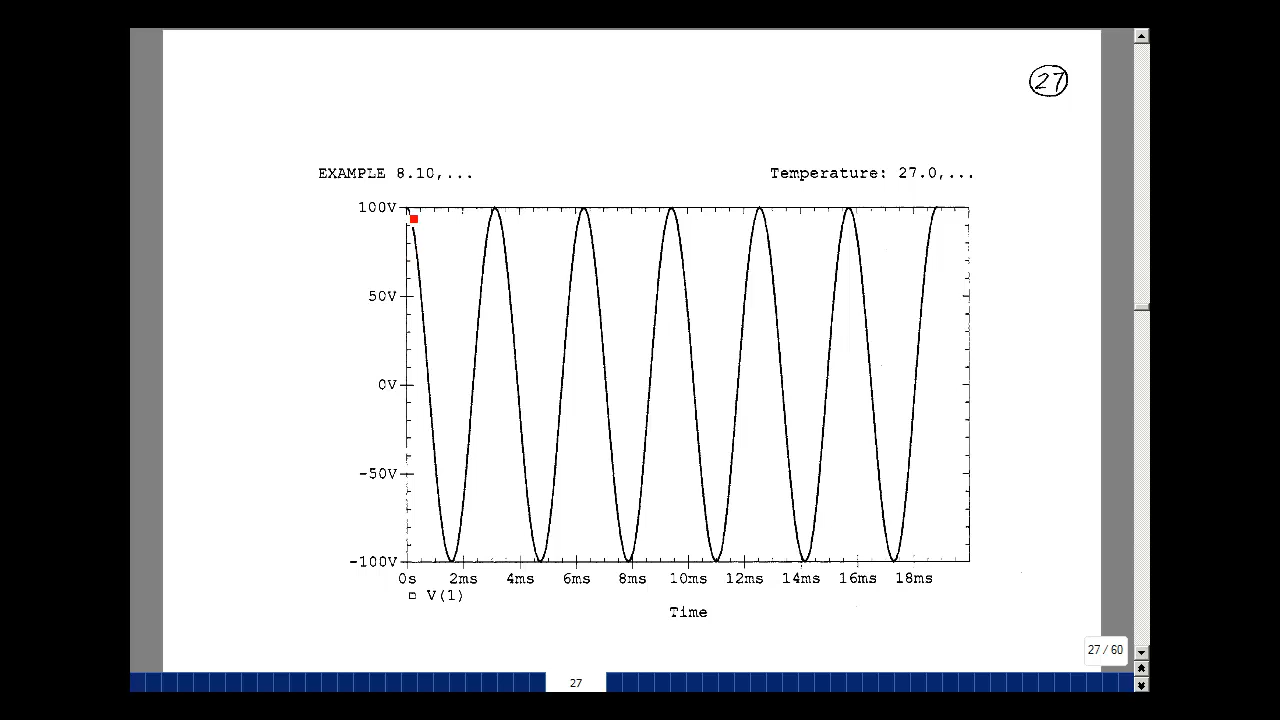 27
EXAMPLE 8.10,... Temperature: 27.0,...
100V
50V
0V
-50V
-100V
0s 2ms 4ms 6ms 8ms 10ms 12ms 14ms 16ms 18ms
V(1)
Time
27 / 60
27